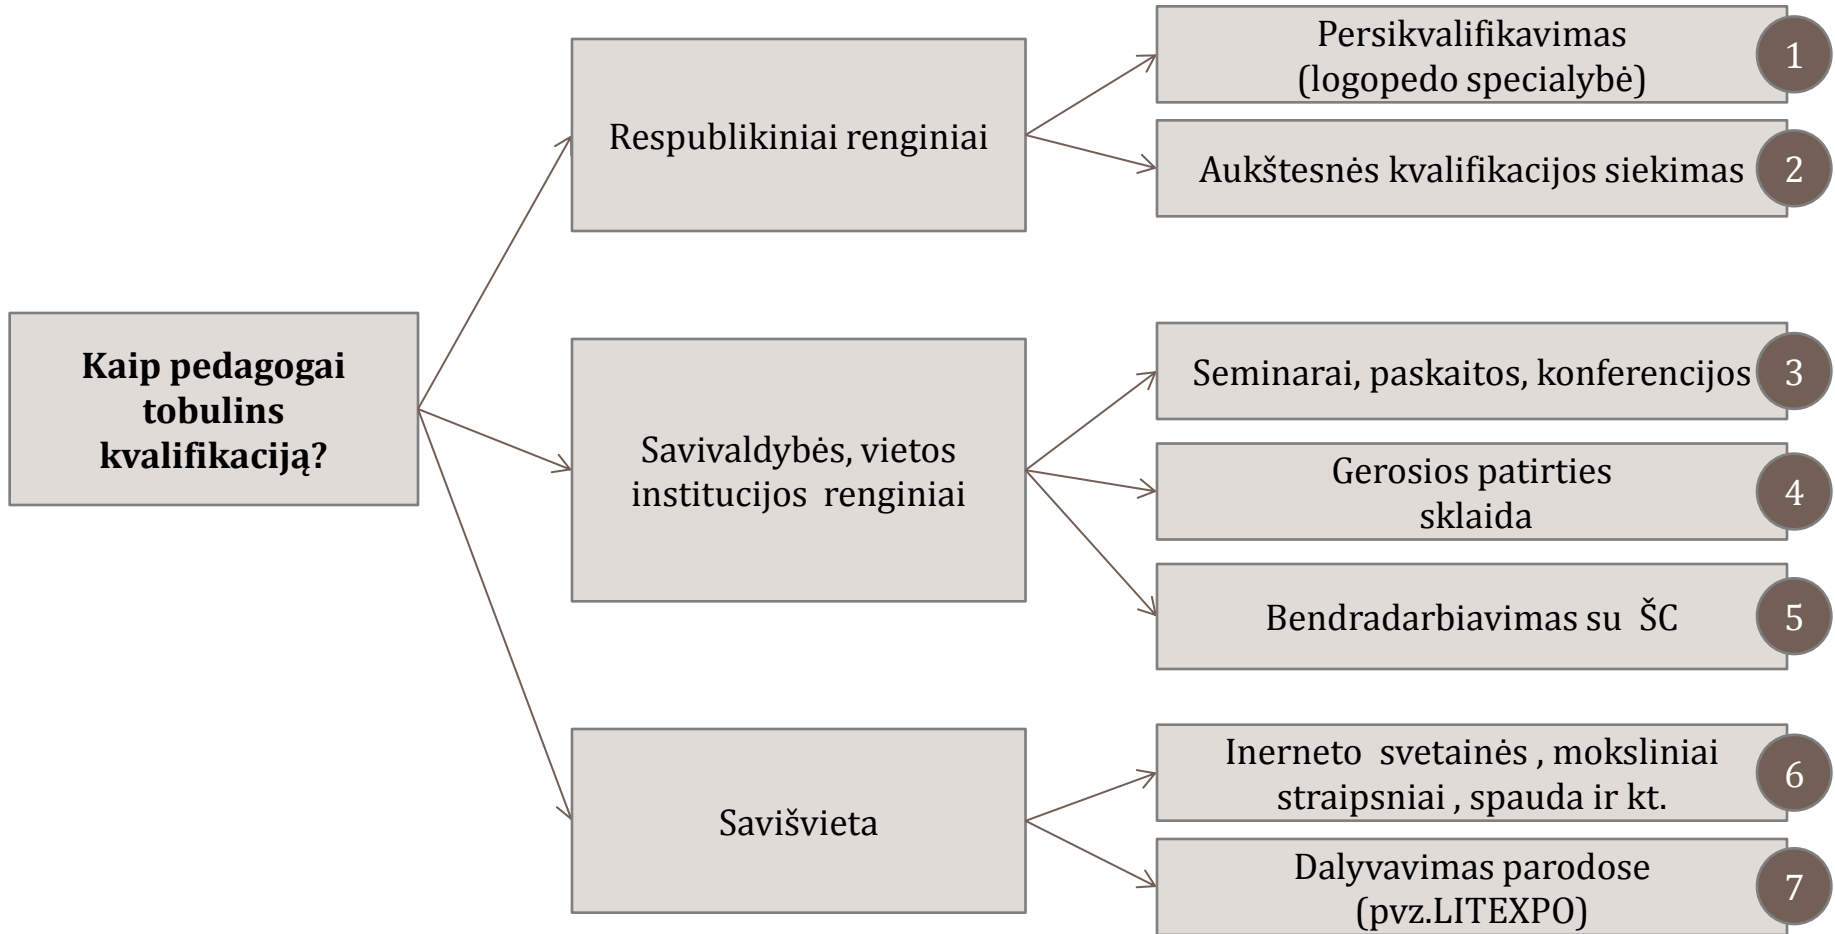 Kaip pedagogai
tobulins
kvalifikaciją?
Respublikiniai renginiai
Persikvalifikavimas
(logopedo specialybė)
1
Aukštesnės kvalifikacijos siekimas
2
Savivaldybės, vietos
institucijos renginiai
Seminarai, paskaitos, konferencijos
3
Gerosios patirties
sklaida
4
Bendradarbiavimas su ŠC
5
Savišvieta
Inerneto svetainės , moksliniai
straipsniai , spauda ir kt.
6
Dalyvavimas parodose
(pvz.LITEXPO)
7